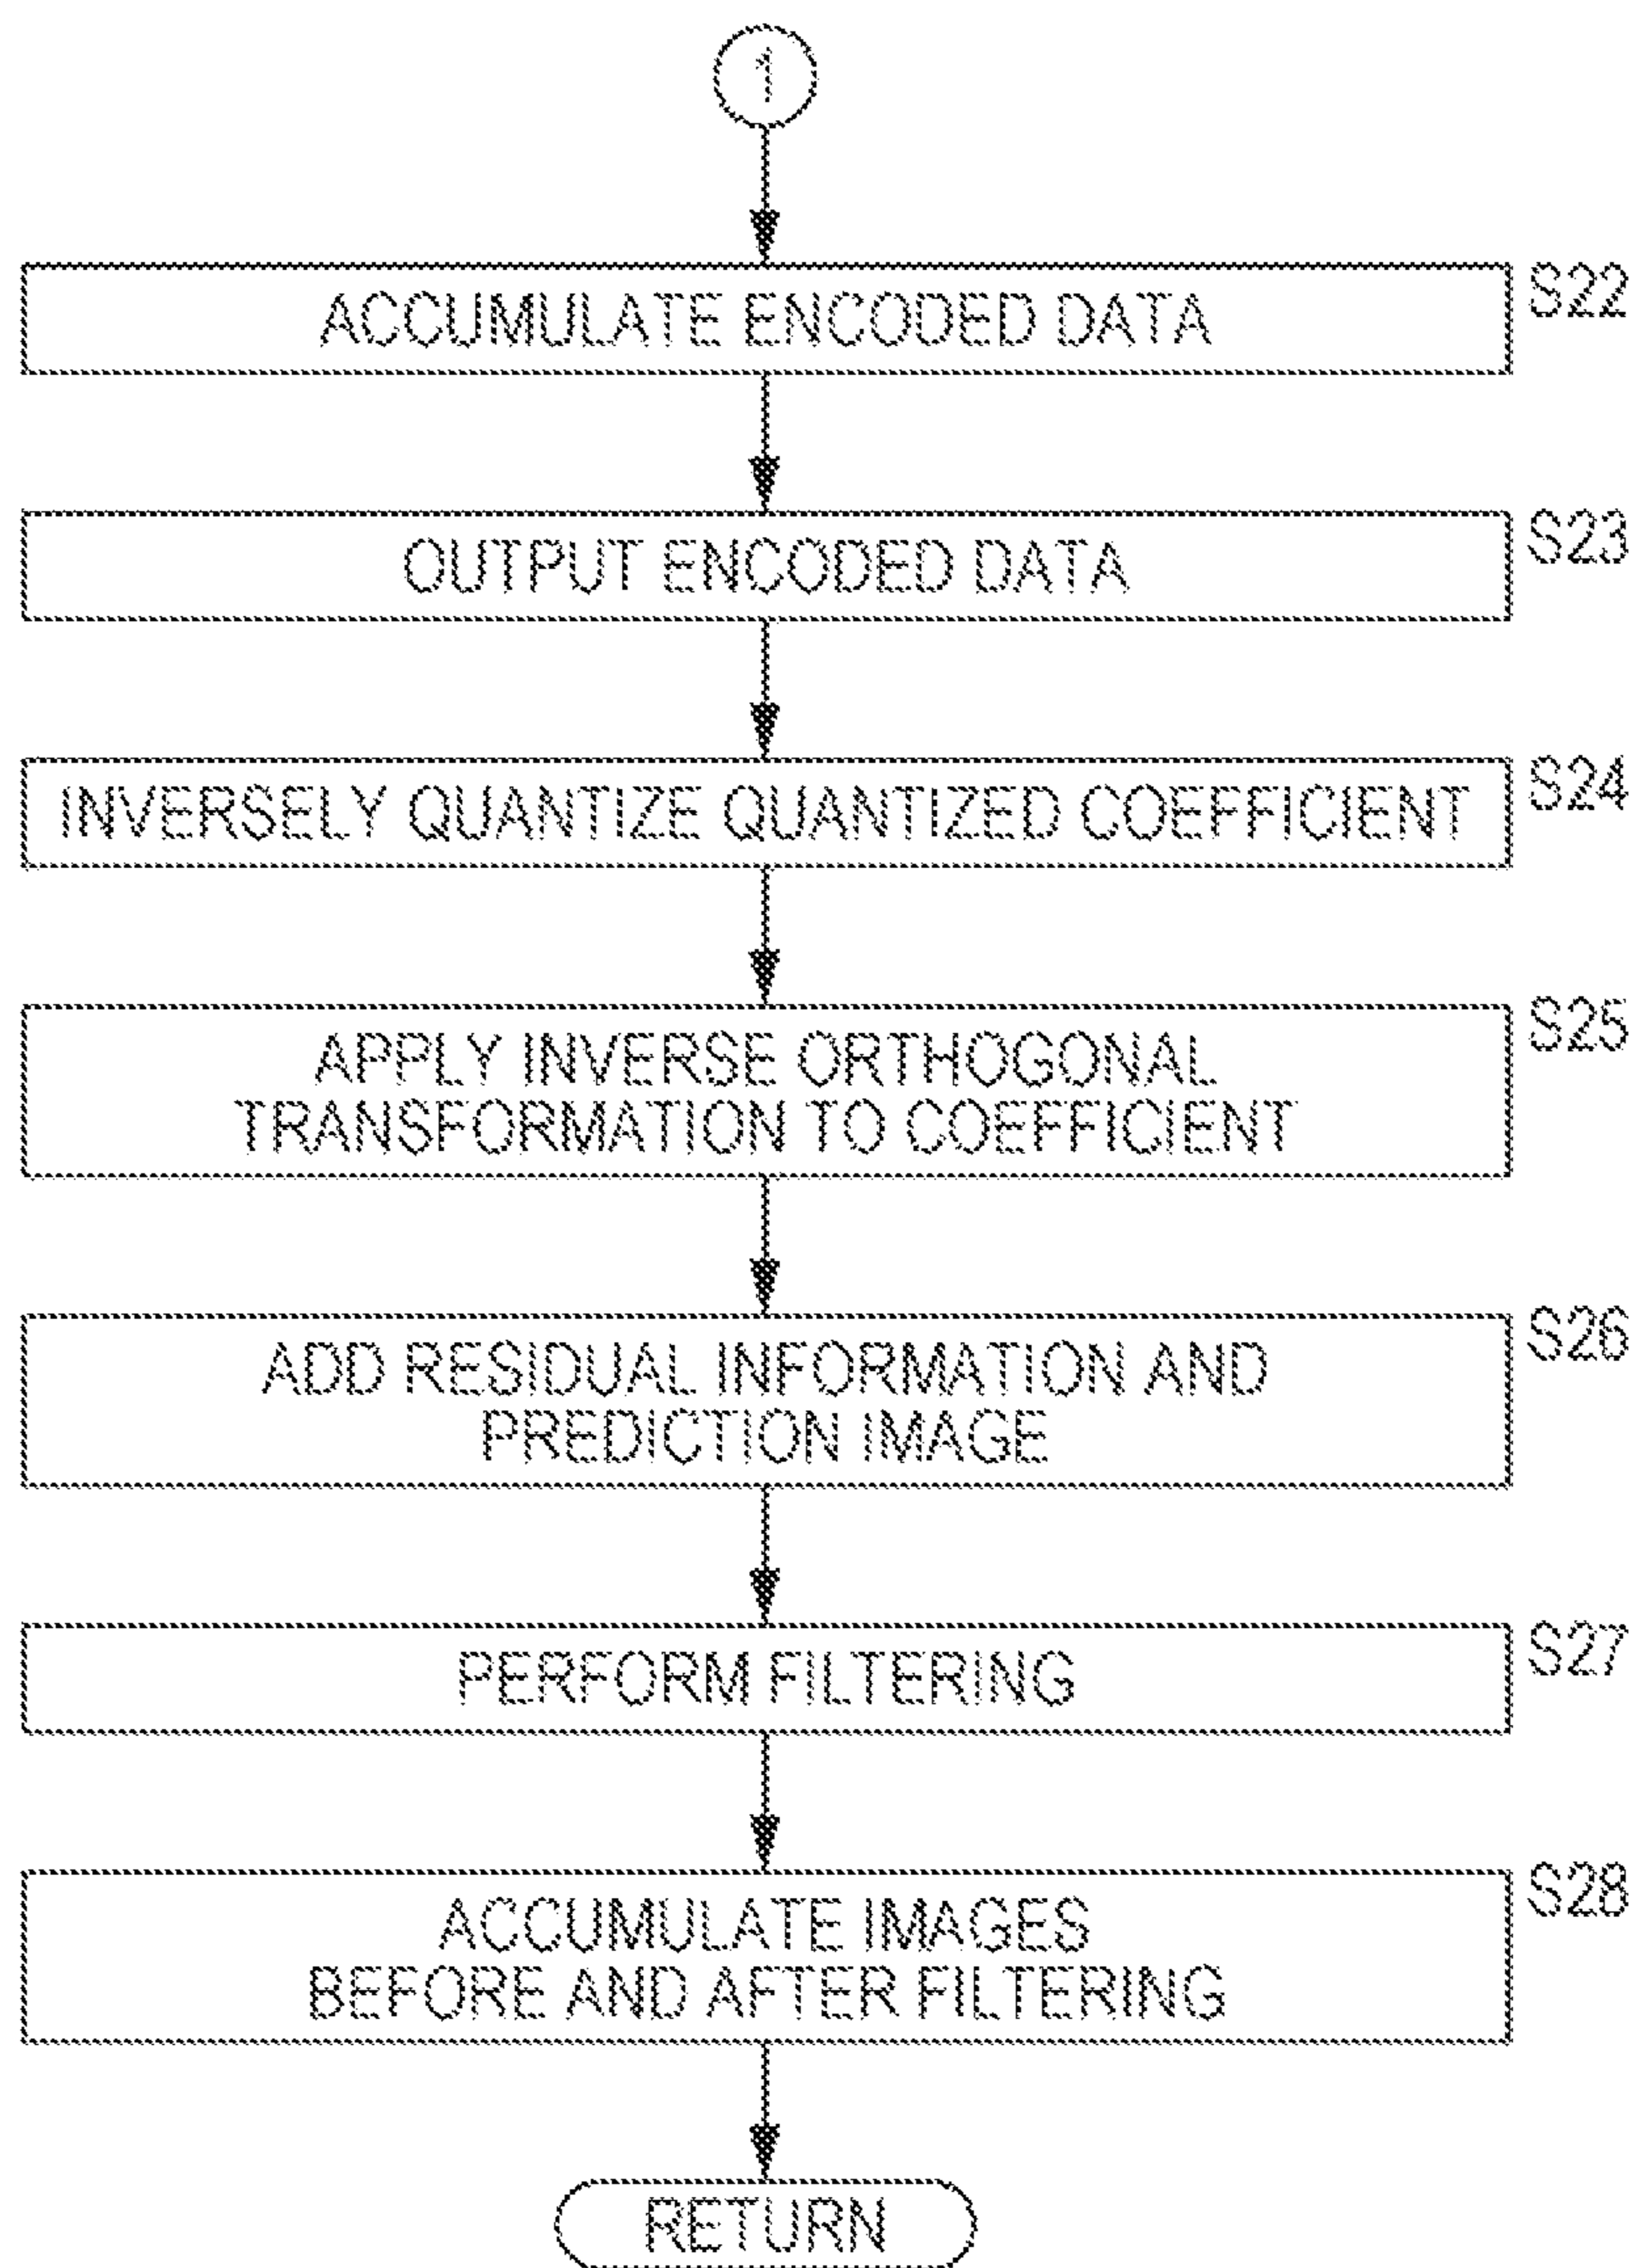 1
ACCUMULATE ENCODED DATA S22
OUTPUT ENCODED DATA S23
INVERSELY QUANTIZE QUANTIZED COEFFICIENT S24
APPLY INVERSE ORTHOGONAL S25
TRANSFORMATION TO COEFFICIENT
ADD RESIDUAL INFORMATION AND S26
PREDICTION IMAGE
PERFORM FILTERING S27
ACCUMULATE IMAGES S28
BEFORE AND AFTER FILTERING
RETURN